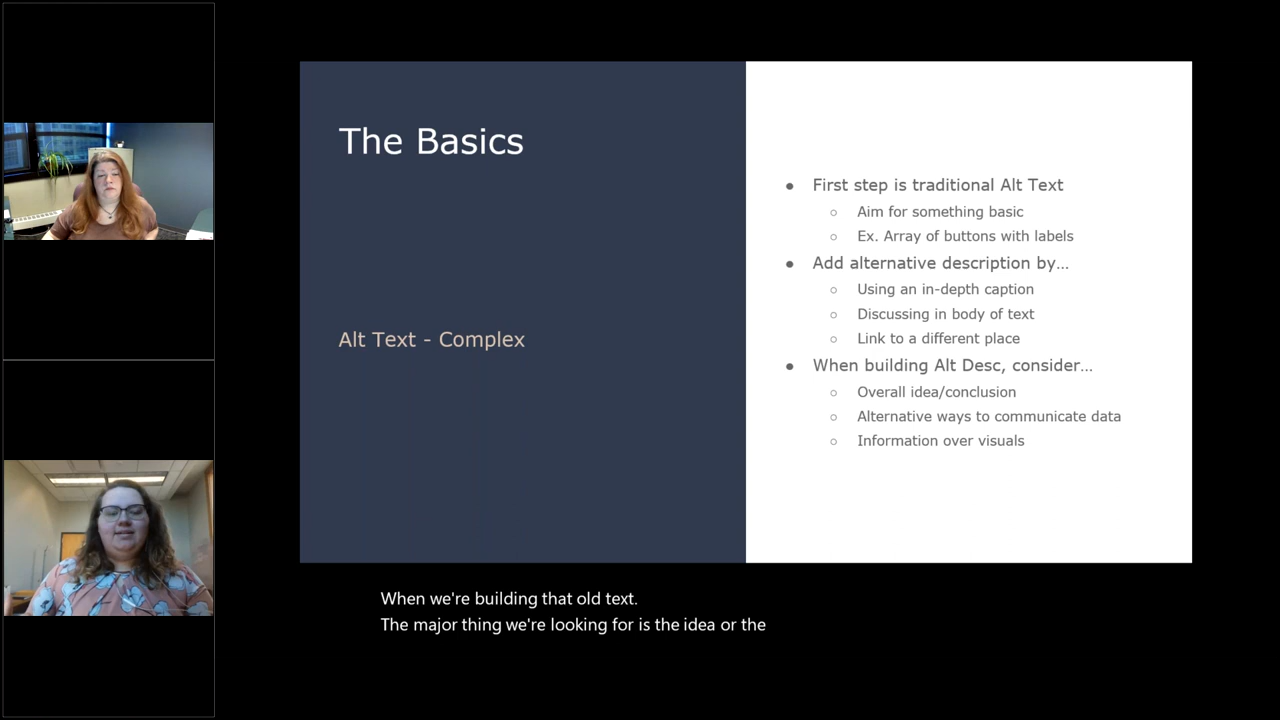 The Basics
Alt Text - Complex
● First step is traditional Alt Text
○ Aim for something basic
○ Ex. Array of buttons with labels
● Add alternative description by…
○ Using an in-depth caption
○ Discussing in body of text
○ Link to a different place
● When building Alt Desc, consider…
○ Overall idea/conclusion
○ Alternative ways to communicate data
○ Information over visuals
When we're building that old text.
The major thing we're looking for is the idea or the